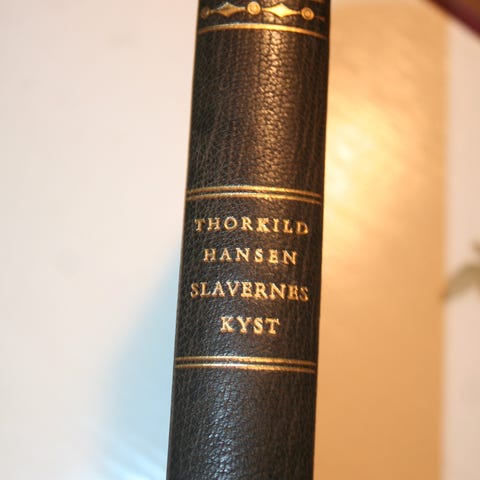 THORKILD
HANSEN
SLAVERNES
KYST